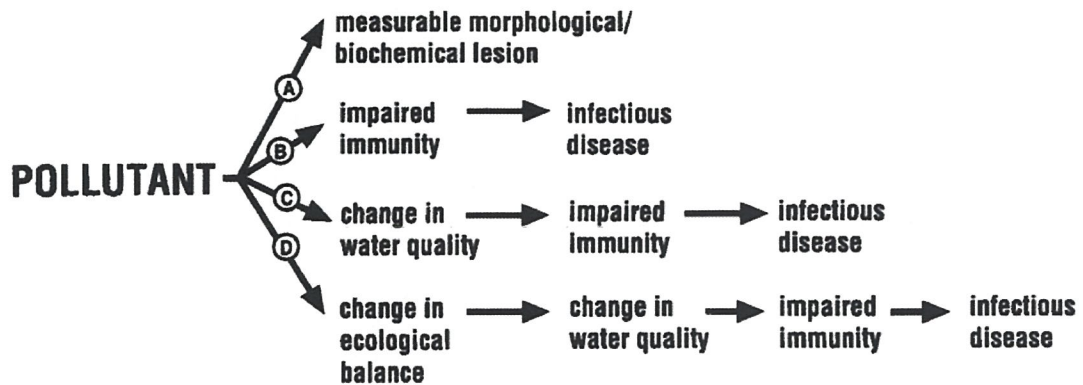 measurable morphological/
biochemical lesion
A
impaired
immunity
infectious
disease
B
POLLUTANT
C
change in
water quality
impaired
immunity
infectious
disease
D
change in
ecological
balance
change in
water quality
impaired
immunity
infectious
disease